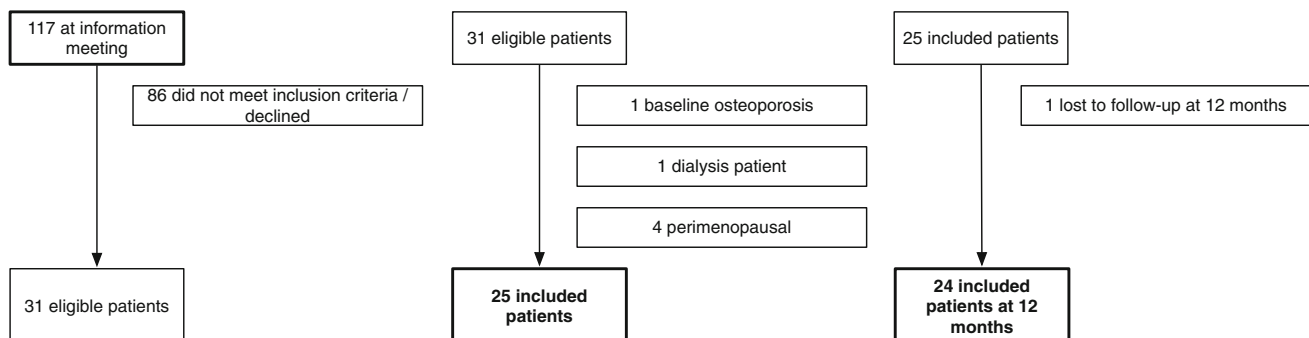 117 at information
meeting
86 did not meet inclusion criteria /
declined
31 eligible patients
31 eligible patients
1 baseline osteoporosis
1 dialysis patient
4 perimenopausal
25 included
patients
25 included patients
1 lost to follow-up at 12 months
24 included
patients at 12
months